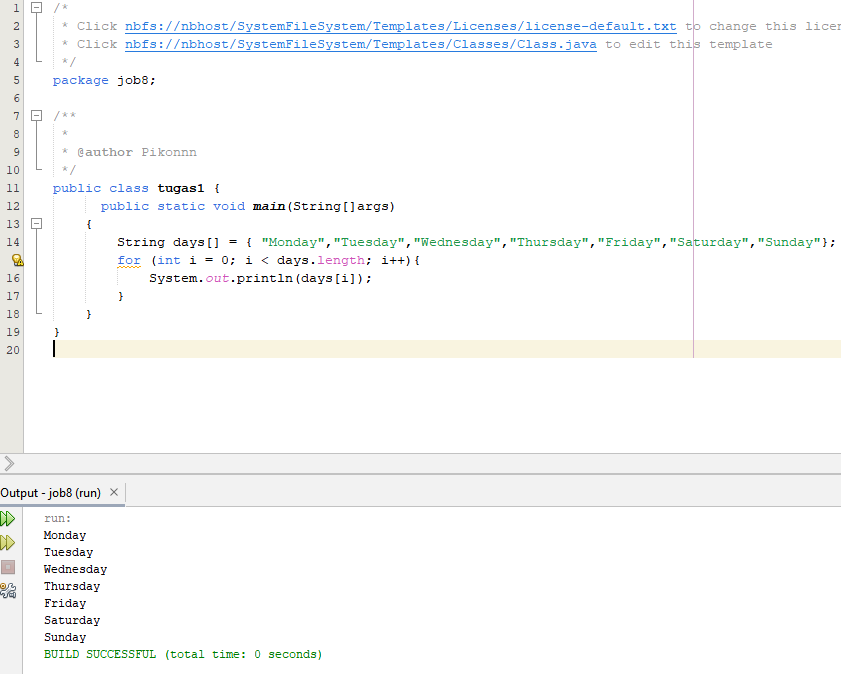 1 /*
2 * Click nbfs://nbhost/SystemFileSystem/Templates/Licenses/license-default.txt to change this licen
3 * Click nbfs://nbhost/SystemFileSystem/Templates/Classes/Class.java to edit this template
4 */
5 package job8;
6
7 /**
8 *
9 * @author Pikonnn
10 */
11 public class tugas1 {
12 public static void main(String[]args)
13 {
14 String days[] = { "Monday","Tuesday","Wednesday","Thursday","Friday","Saturday","Sunday"};
for (int i = 0; i < days.length; i++){
16 System.out.println(days[i]);
17 }
18 }
19 }
20
Output - job8 (run) ×
run:
Monday
Tuesday
Wednesday
Thursday
Friday
Saturday
Sunday
BUILD SUCCESSFUL (total time: 0 seconds)